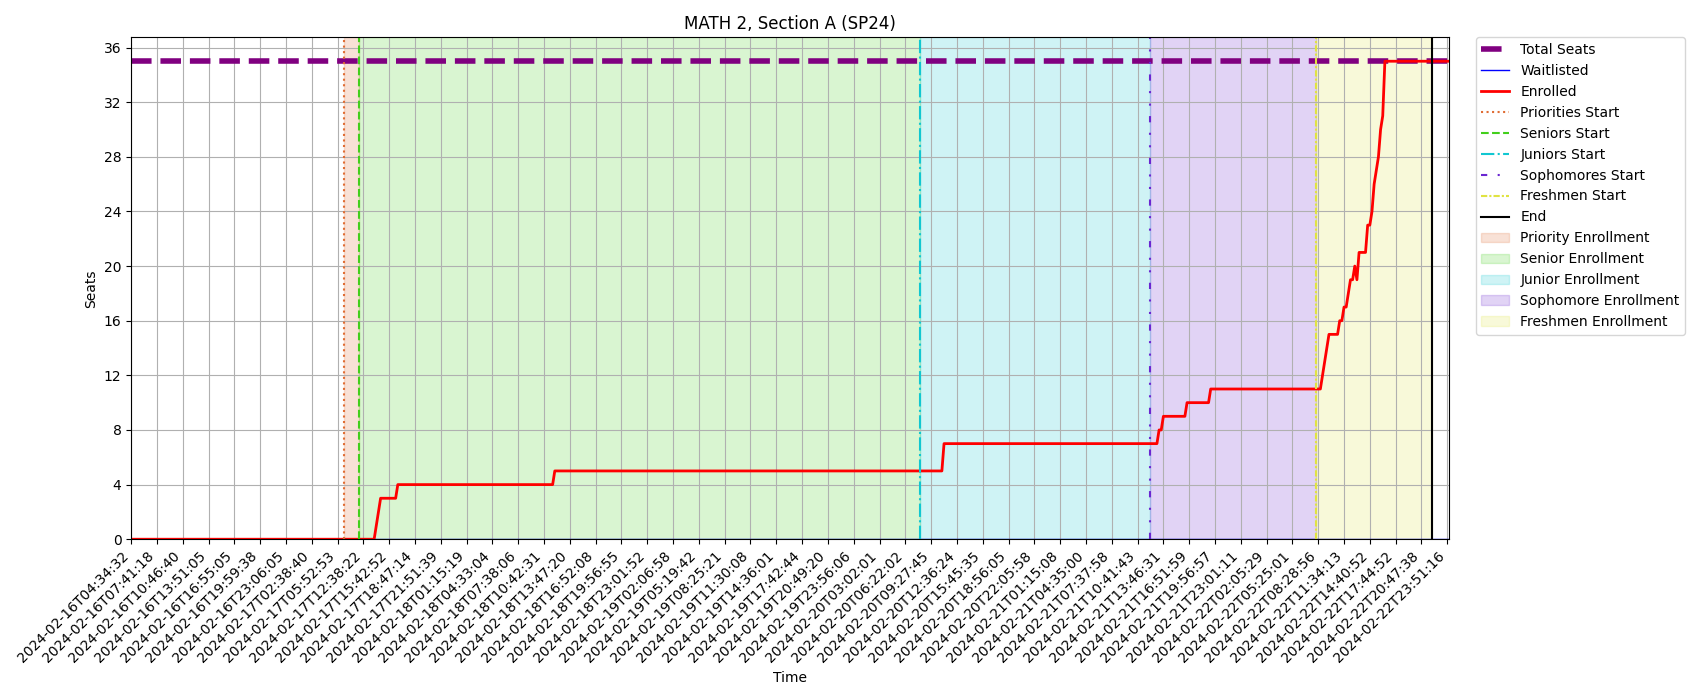 MATH 2, Section A (SP24)
Seats
36
32
28
24
20
16
12
8
4
0
2024-02-16T04:34:32
2024-02-16T07:41:18
2024-02-16T10:46:40
2024-02-16T13:51:05
2024-02-16T16:55:05
2024-02-16T19:59:38
2024-02-16T23:06:05
2024-02-17T02:38:40
2024-02-17T05:52:53
2024-02-17T12:38:22
2024-02-17T15:42:52
2024-02-17T18:47:14
2024-02-17T21:51:39
2024-02-18T01:15:19
2024-02-18T04:33:04
2024-02-18T07:38:06
2024-02-18T10:42:31
2024-02-18T13:47:20
2024-02-18T16:52:08
2024-02-18T19:56:55
2024-02-18T23:01:52
2024-02-19T02:06:58
2024-02-19T05:19:42
2024-02-19T08:25:21
2024-02-19T11:30:08
2024-02-19T14:36:01
2024-02-19T17:42:44
2024-02-19T20:49:20
2024-02-19T23:56:06
2024-02-20T03:02:01
2024-02-20T06:22:02
2024-02-20T09:27:45
2024-02-20T12:36:24
2024-02-20T15:45:35
2024-02-20T18:56:05
2024-02-20T22:05:58
2024-02-21T01:15:08
2024-02-21T04:35:00
2024-02-21T07:37:58
2024-02-21T10:41:43
2024-02-21T13:46:31
2024-02-21T16:51:59
2024-02-21T19:56:57
2024-02-21T23:01:11
2024-02-22T02:05:29
2024-02-22T05:25:01
2024-02-22T08:28:56
2024-02-22T11:34:13
2024-02-22T14:40:52
2024-02-22T17:44:52
2024-02-22T20:47:38
2024-02-22T23:51:16
Time
Total Seats
Waitlisted
Enrolled
Priorities Start
Seniors Start
Juniors Start
Sophomores Start
Freshmen Start
End
Priority Enrollment
Senior Enrollment
Junior Enrollment
Sophomore Enrollment
Freshmen Enrollment